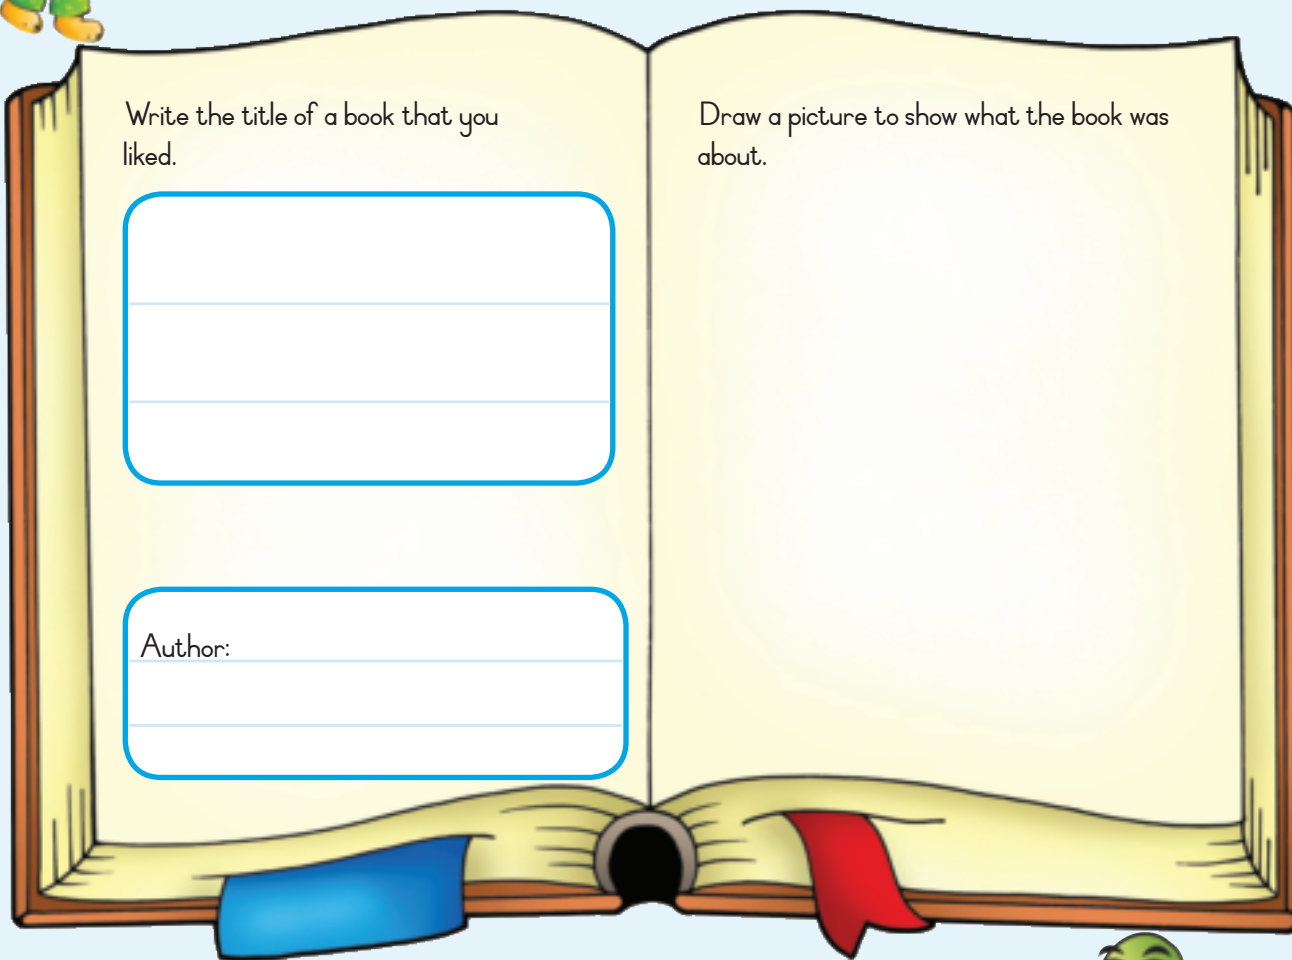 Write the title of a book that you
liked.
Author:
Draw a picture to show what the book was
about.